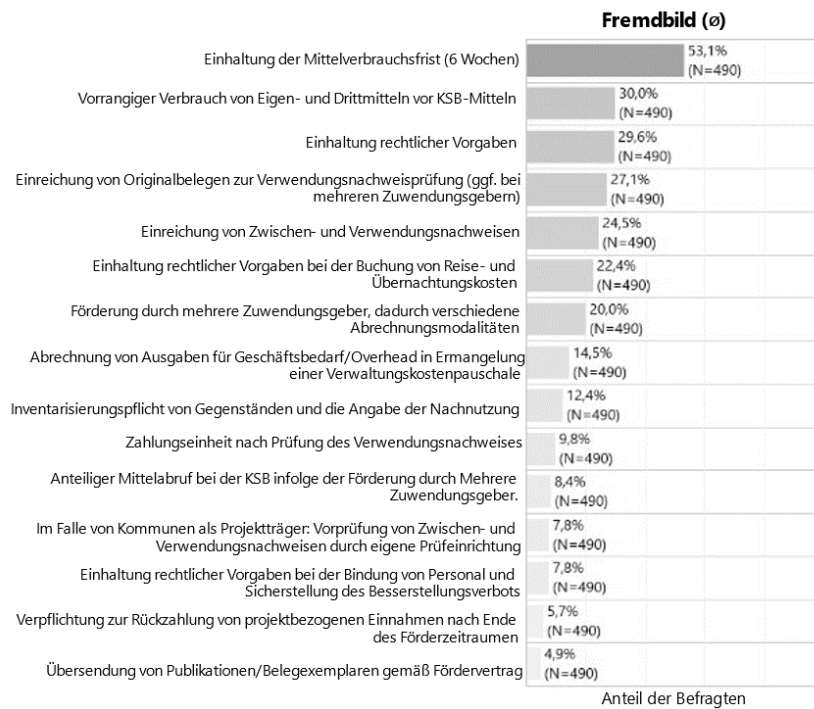 Fremdbild (ø)
Einhaltung der Mittelverbrauchsfrist (6 Wochen)
53,1%
(N=490)
Vorrangiger Verbrauch von Eigen- und Drittmitteln vor KSB-Mitteln
30,0%
(N=490)
Einhaltung rechtlicher Vorgaben
29,6%
(N=490)
Einreichung von Originalbelegen zur Verwendungsnachweisprüfung (ggf. bei
mehreren Zuwendungsgebern)
27,1%
(N=490)
Einreichung von Zwischen- und Verwendungsnachweisen
24,5%
(N=490)
Einhaltung rechtlicher Vorgaben bei der Buchung von Reise- und
Übernachtungskosten
22,4%
(N=490)
Förderung durch mehrere Zuwendungsgeber, dadurch verschiedene
Abrechnungsmodalitäten
20,0%
(N=490)
Abrechnung von Ausgaben für Geschäftsbedarf/Overhead in Ermangelung
einer Verwaltungskostenpauschale
14,5%
(N=490)
Inventarisierungspflicht von Gegenständen und die Angabe der Nachnutzung
12,4%
(N=490)
Zahlungseinheit nach Prüfung des Verwendungsnachweises
9,8%
(N=490)
Anteiliger Mittelabruf bei der KSB infolge der Förderung durch Mehrere
Zuwendungsgeber.
8,4%
(N=490)
Im Falle von Kommunen als Projektträger: Vorprüfung von Zwischen- und
Verwendungsnachweisen durch eigene Prüfeinrichtung
7,8%
(N=490)
Einhaltung rechtlicher Vorgaben bei der Bindung von Personal und
Sicherstellung des Besserstellungsverbots
7,8%
(N=490)
Verpflichtung zur Rückzahlung von projektbezogenen Einnahmen nach Ende
des Förderzeitraumen
5,7%
(N=490)
Übersendung von Publikationen/Belegexemplaren gemäß Fördervertrag
4,9%
(N=490)
Anteil der Befragten